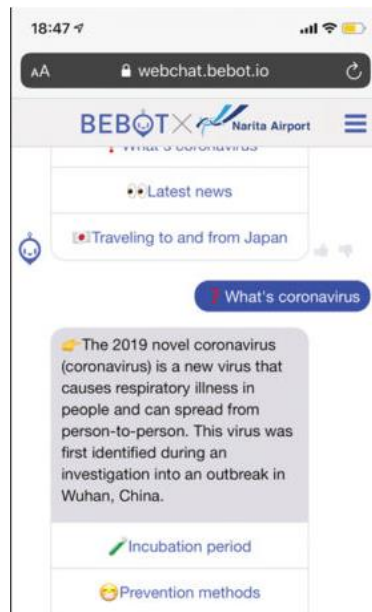 18:47
AA webchat.bebot.io
BEBOT × Narita Airport
❗What's coronavirus
👀Latest news
🇯🇵Traveling to and from Japan
❓What's coronavirus
👉The 2019 novel coronavirus
(coronavirus) is a new virus that
causes respiratory illness in
people and can spread from
person-to-person. This virus was
first identified during an
investigation into an outbreak in
Wuhan, China.
🧪Incubation period
😷Prevention methods